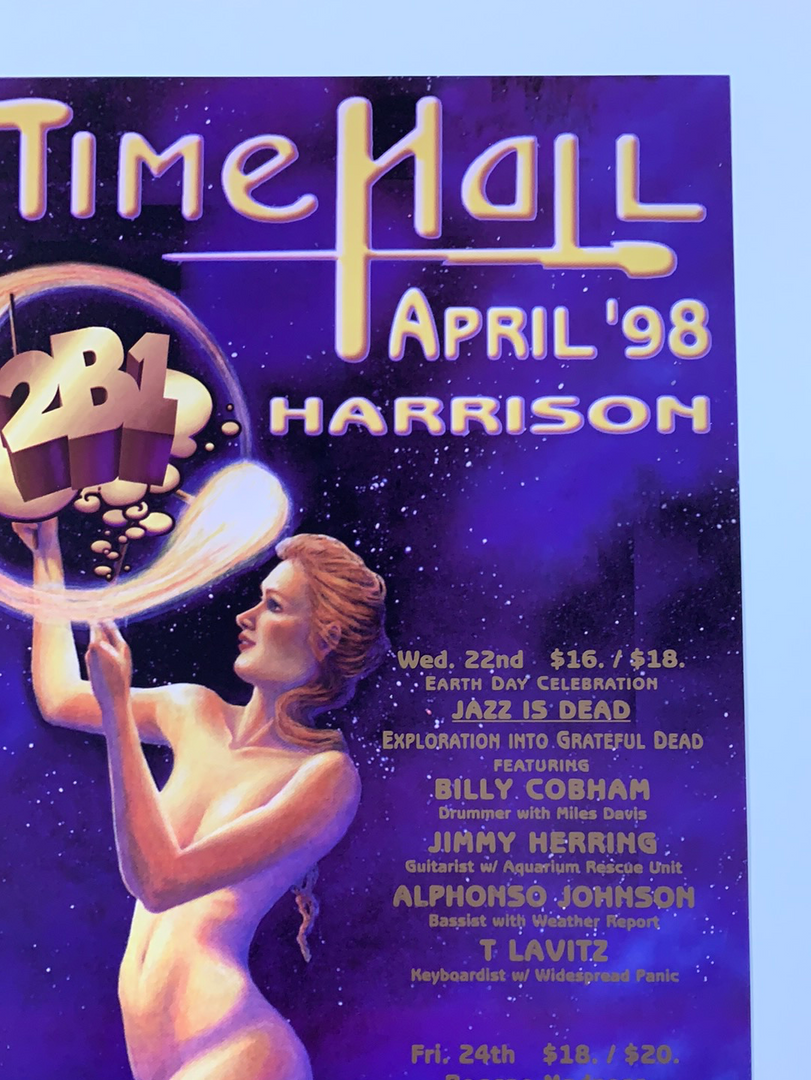 TIME HALL
APRIL '98
2B1
HARRISON
Wed. 22nd $16. / $18.
EARTH DAY CELEBRATION
JAZZ IS DEAD
EXPLORATION INTO GRATEFUL DEAD
FEATURING
BILLY COBHAM
Drummer with Miles Davis
JIMMY HERRING
Guitarist w/ Aquarium Rescue Unit
ALPHONSO JOHNSON
Bassist with Weather Report
T LAVITZ
Keyboardist w/ Widespread Panic
Fri. 24th $18. / $20.